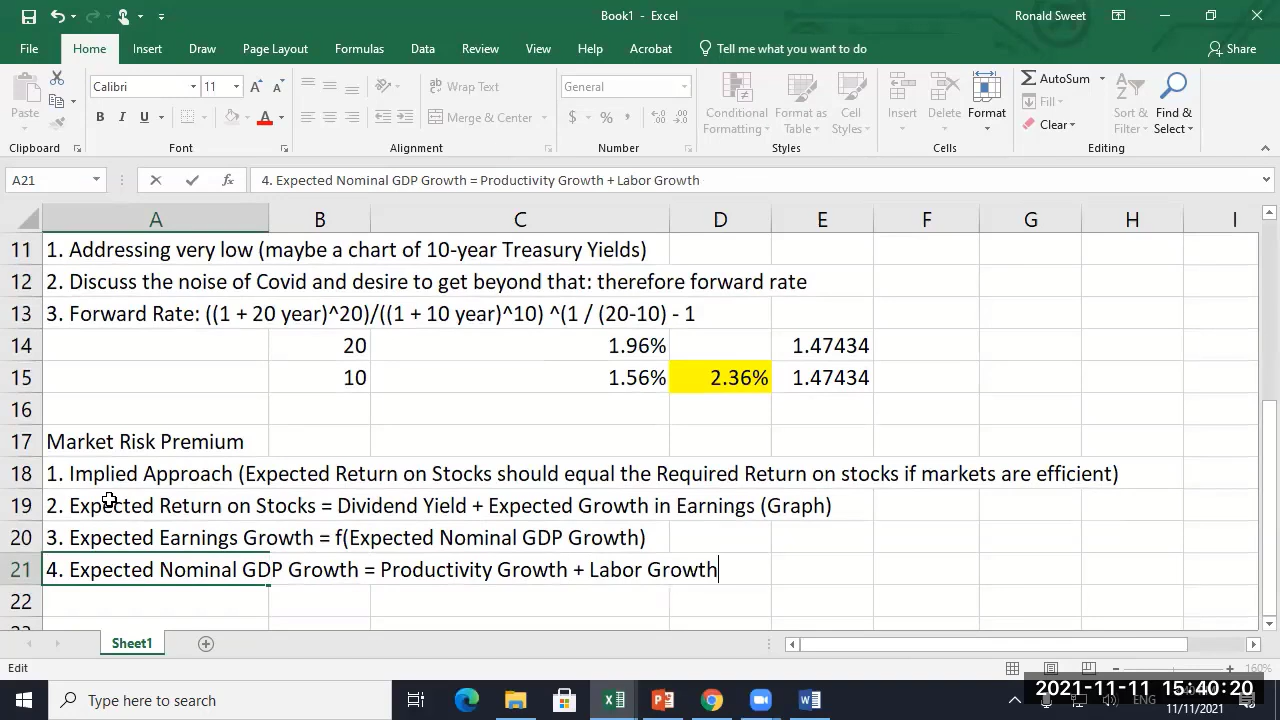 Book1 - Excel
Ronald Sweet
File Home Insert Draw Page Layout Formulas Data Review View Help Acrobat Tell me what you want to do Share
Paste
Clipboard
Calibri 11
B I U A
Font
Wrap Text
Merge & Center
Alignment
General
$ % ,
Number
Conditional Formatting
Format as Table
Cell Styles
Styles
Insert
Delete
Format
Cells
AutoSum
Fill
Clear
Sort & Filter
Find & Select
Editing
A21 fx 4. Expected Nominal GDP Growth = Productivity Growth + Labor Growth
A B C D E F G H I
11 1. Addressing very low (maybe a chart of 10-year Treasury Yields)
12 2. Discuss the noise of Covid and desire to get beyond that: therefore forward rate
13 3. Forward Rate: ((1 + 20 year)^20)/((1 + 10 year)^10) ^(1 / (20-10) - 1
14 20 1.96% 1.47434
15 10 1.56% 2.36% 1.47434
16
17 Market Risk Premium
18 1. Implied Approach (Expected Return on Stocks should equal the Required Return on stocks if markets are efficient)
19 2. Expected Return on Stocks = Dividend Yield + Expected Growth in Earnings (Graph)
20 3. Expected Earnings Growth = f(Expected Nominal GDP Growth)
21 4. Expected Nominal GDP Growth = Productivity Growth + Labor Growth
22
Sheet1
Edit
160%
Type here to search
ENG
2021-11-11 15:40:20
11/11/2021